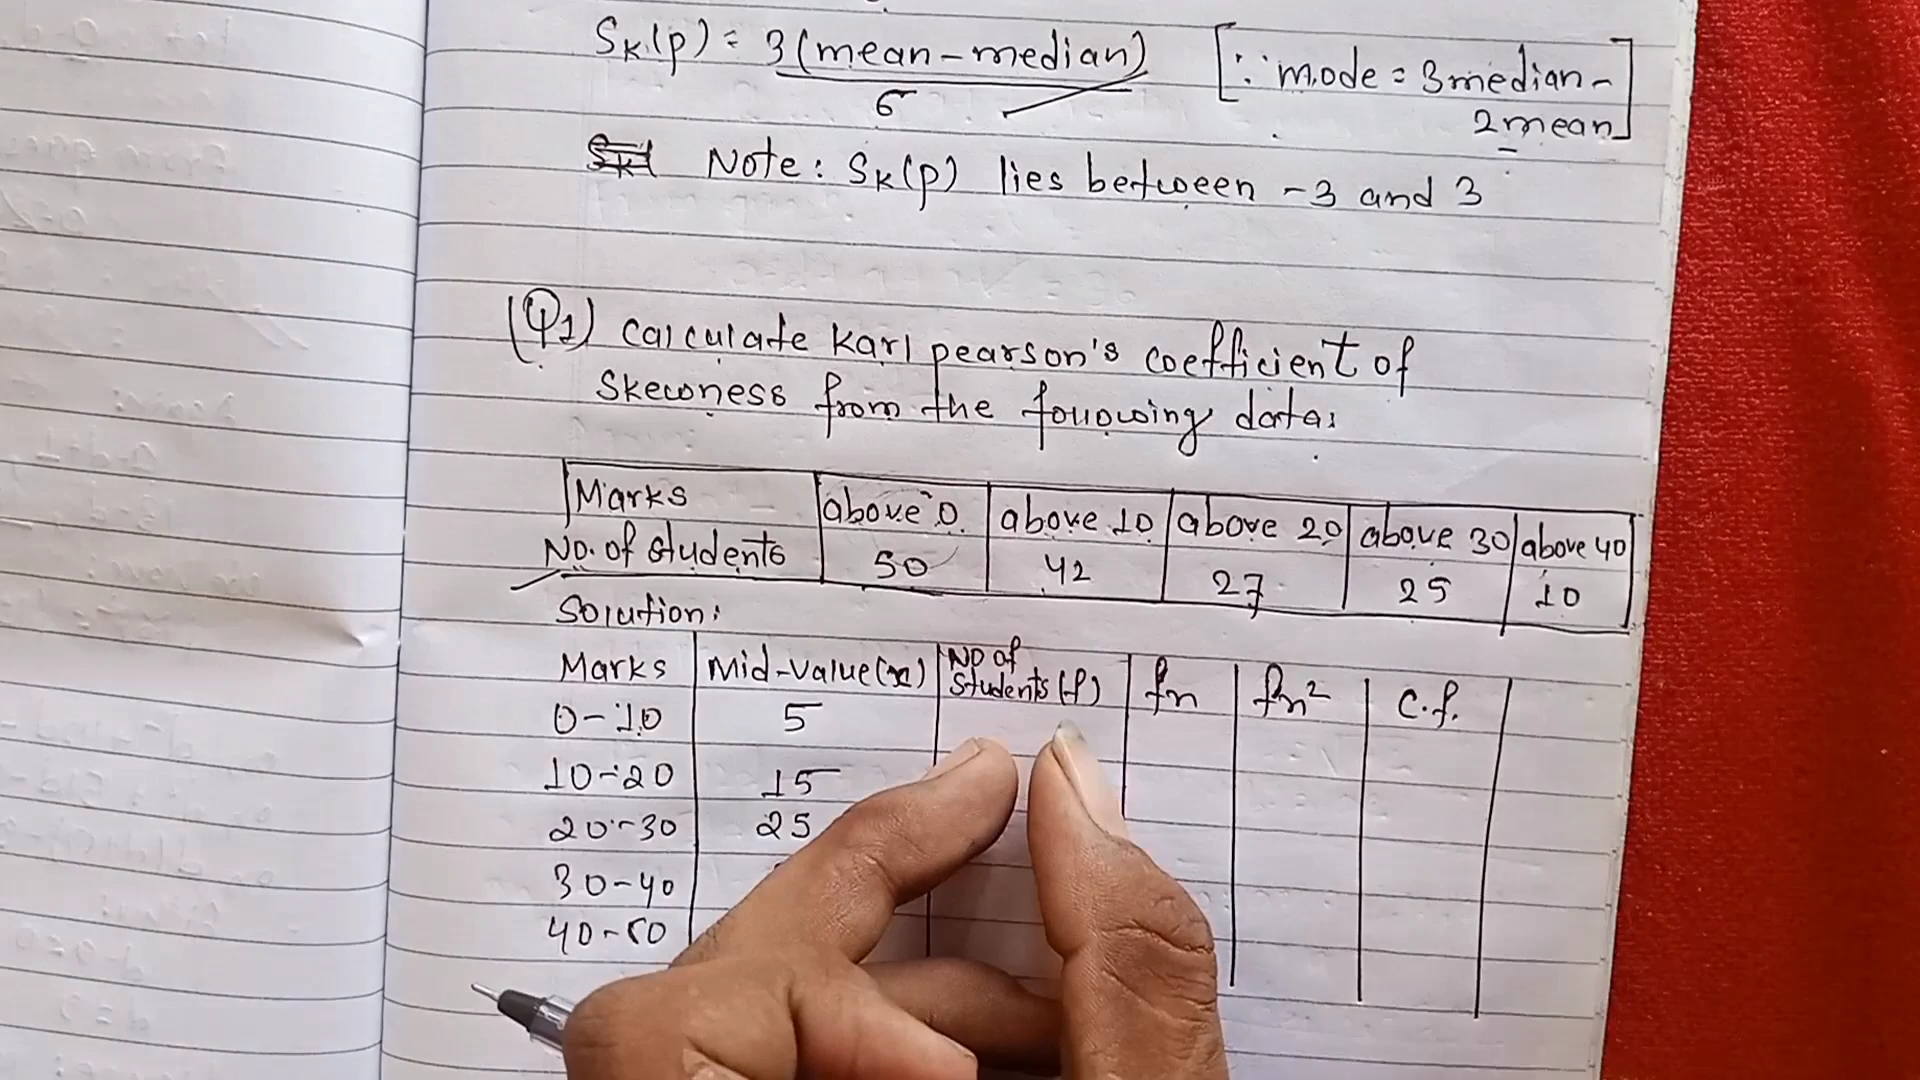 Sk(p) = 3(mean-median) [∵ mode = 3median-
σ 2mean]
Sk Note: Sk(p) lies between -3 and 3
(Q1) calculate Karl pearson's coefficient of
Skewness from the following data:
Marks above 0 above 10 above 20 above 30 above 40
No. of students 50 42 27 25 10
Solution:
Marks Mid-value(x) No of Students (f) fx fx² c.f.
0-10 5
10-20 15
20-30 25
30-40
40-50